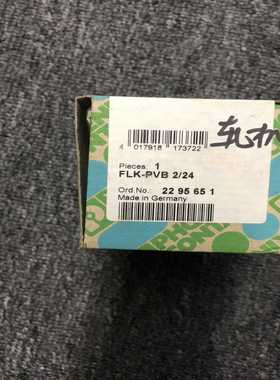 4 017918 173722
Pieces: 1
FLK-PVB 2/24
Ord.No.: 22 95 65 1
Made in Germany